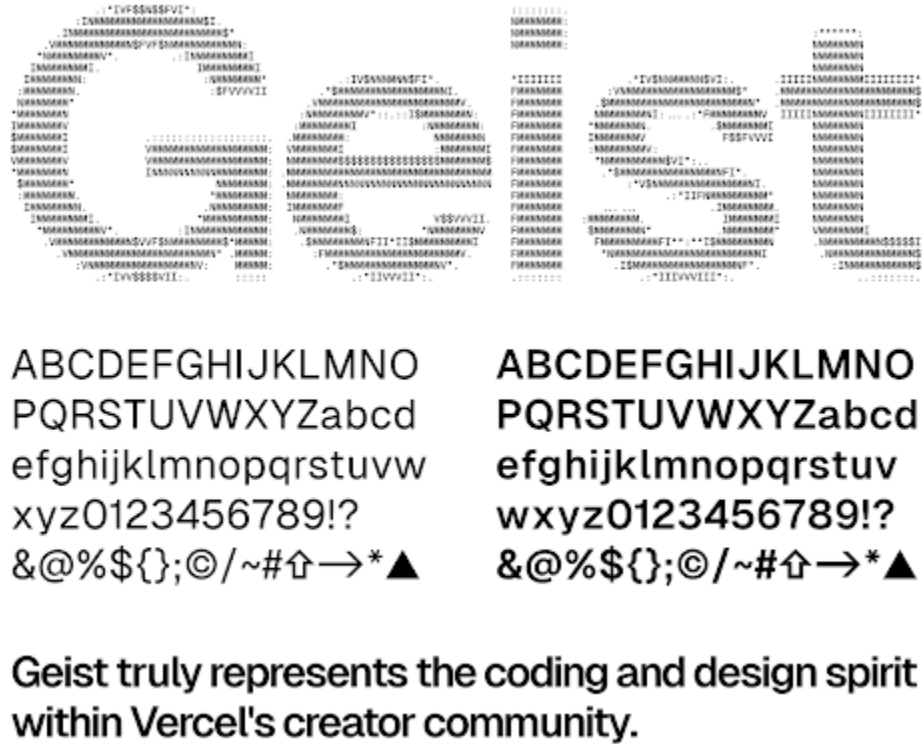 Geist
ABCDEFGHIJKLMNO
PQRSTUVWXYZabcd
efghijklmnopqrstuvw
xyz0123456789!?
&@%${};©/~#⇧→*▲
ABCDEFGHIJKLMNO
PQRSTUVWXYZabcd
efghijklmnopqrstuv
wxyz0123456789!?
&@%${};©/~#⇧→*▲
Geist truly represents the coding and design spirit
within Vercel's creator community.